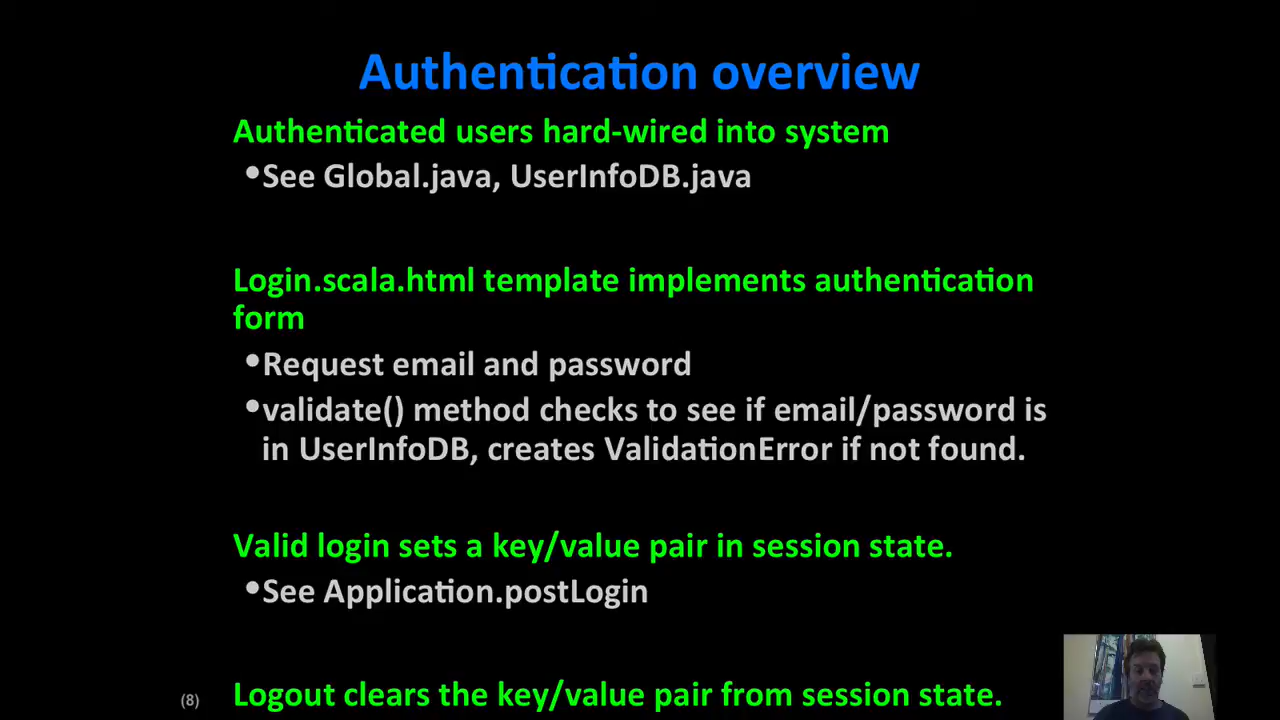 Authentication overview
Authenticated users hard-wired into system
•See Global.java, UserInfoDB.java
Login.scala.html template implements authentication
form
•Request email and password
•validate() method checks to see if email/password is
in UserInfoDB, creates ValidationError if not found.
Valid login sets a key/value pair in session state.
•See Application.postLogin
(8) Logout clears the key/value pair from session state.